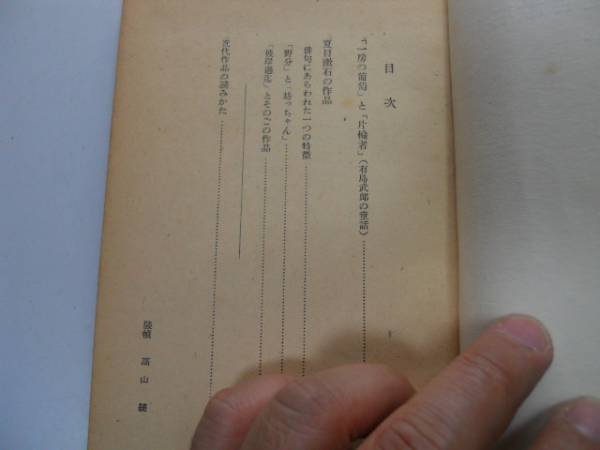 目次
「一房の葡萄」と「片輪者」(有島武郎の童話)
夏目漱石の作品
俳句にあらわれた一つの特徴
「野分」と「坊っちゃん」
「彼岸過迄」とそのごの作品
近代作品の読みかた
装幀 高山